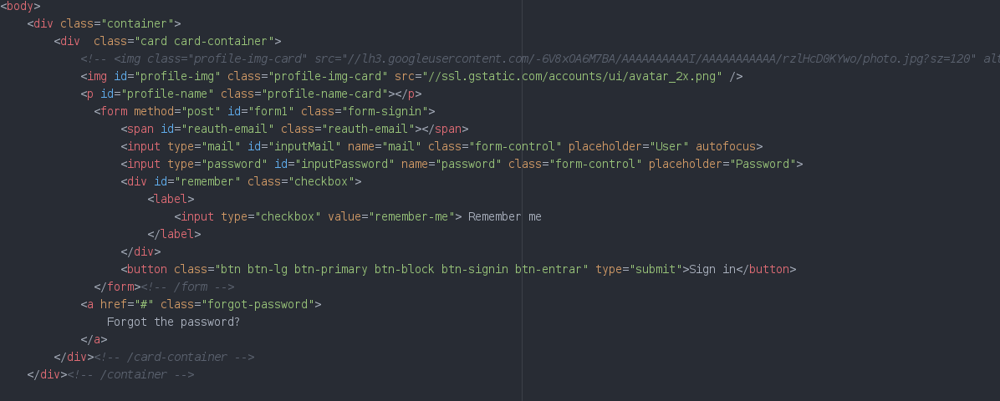 <body>
<div class="container">
<div  class="card card-container">
<!-- <img class="profile-img-card" src="//lh3.googleusercontent.com/-6V8xOA6M7BA/AAAAAAAAAAI/AAAAAAAAAAA/rzlHcD0KYwo/photo.jpg?sz=120" alt
<img id="profile-img" class="profile-img-card" src="//ssl.gstatic.com/accounts/ui/avatar_2x.png" />
<p id="profile-name" class="profile-name-card"></p>
<form method="post" id="form1" class="form-signin">
<span id="reauth-email" class="reauth-email"></span>
<input type="mail" id="inputMail" name="mail" class="form-control" placeholder="User" autofocus>
<input type="password" id="inputPassword" name="password" class="form-control" placeholder="Password">
<div id="remember" class="checkbox">
<label>
<input type="checkbox" value="remember-me"> Remember me
</label>
</div>
<button class="btn btn-lg btn-primary btn-block btn-signin btn-entrar" type="submit">Sign in</button>
</form><!-- /form -->
<a href="#" class="forgot-password">
Forgot the password?
</a>
</div><!-- /card-container -->
</div><!-- /container -->